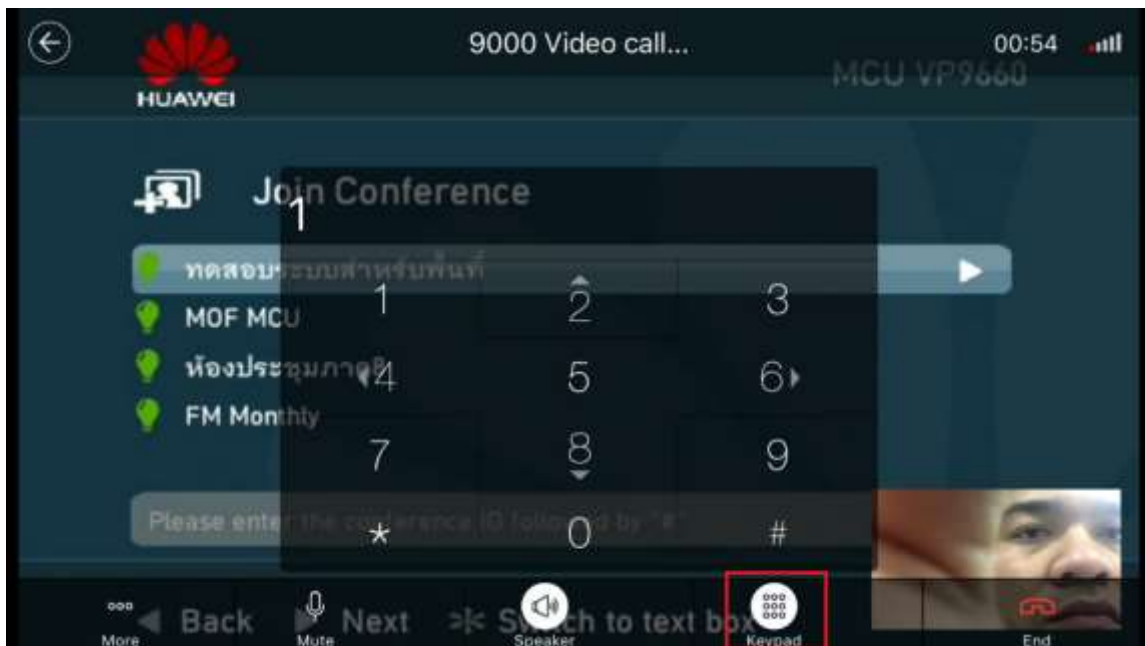 9000 Video call...
00:54
HUAWEI
MCU VP9660
Join Conference
1
ทดสอบระบบสำหรับพื้นที่
MOF MCU
ห้องประชุมภาค8
FM Monthly
1 2 3
4 5 6
7 8 9
* 0 #
Please enter the conference ID followed by "#"
Back Next Switch to text box
More Mute Speaker Keypad End